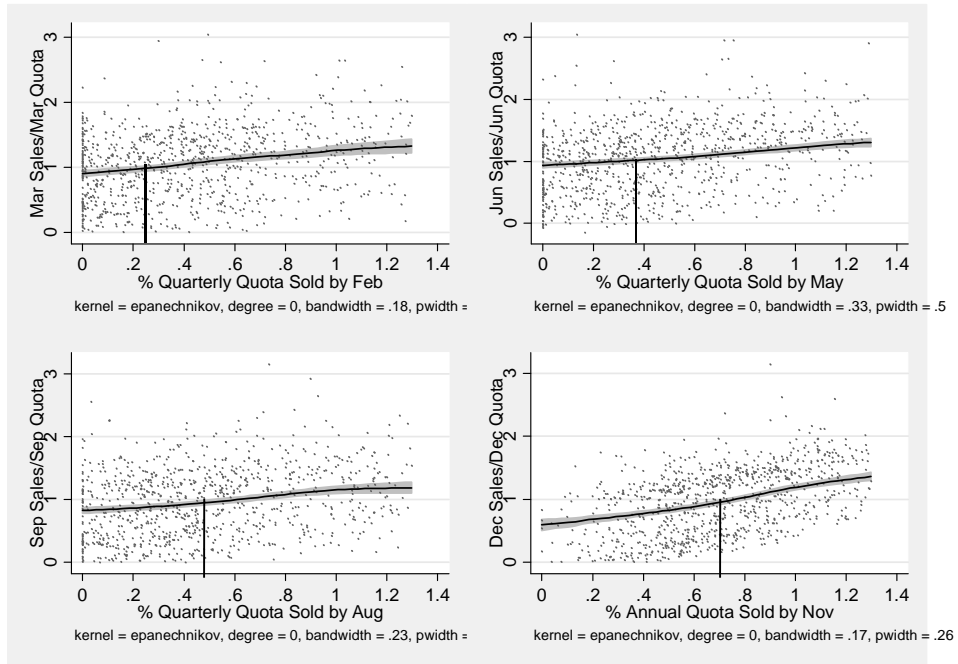 Mar Sales/Mar Quota
3
2
1
0
0 .2 .4 .6 .8 1 1.2 1.4
% Quarterly Quota Sold by Feb
kernel = epanechnikov, degree = 0, bandwidth = .18, pwidth =
Jun Sales/Jun Quota
3
2
1
0
0 .2 .4 .6 .8 1 1.2 1.4
% Quarterly Quota Sold by May
kernel = epanechnikov, degree = 0, bandwidth = .33, pwidth = .5
Sep Sales/Sep Quota
3
2
1
0
0 .2 .4 .6 .8 1 1.2 1.4
% Quarterly Quota Sold by Aug
kernel = epanechnikov, degree = 0, bandwidth = .23, pwidth =
Dec Sales/Dec Quota
3
2
1
0
0 .2 .4 .6 .8 1 1.2 1.4
% Annual Quota Sold by Nov
kernel = epanechnikov, degree = 0, bandwidth = .17, pwidth = .26